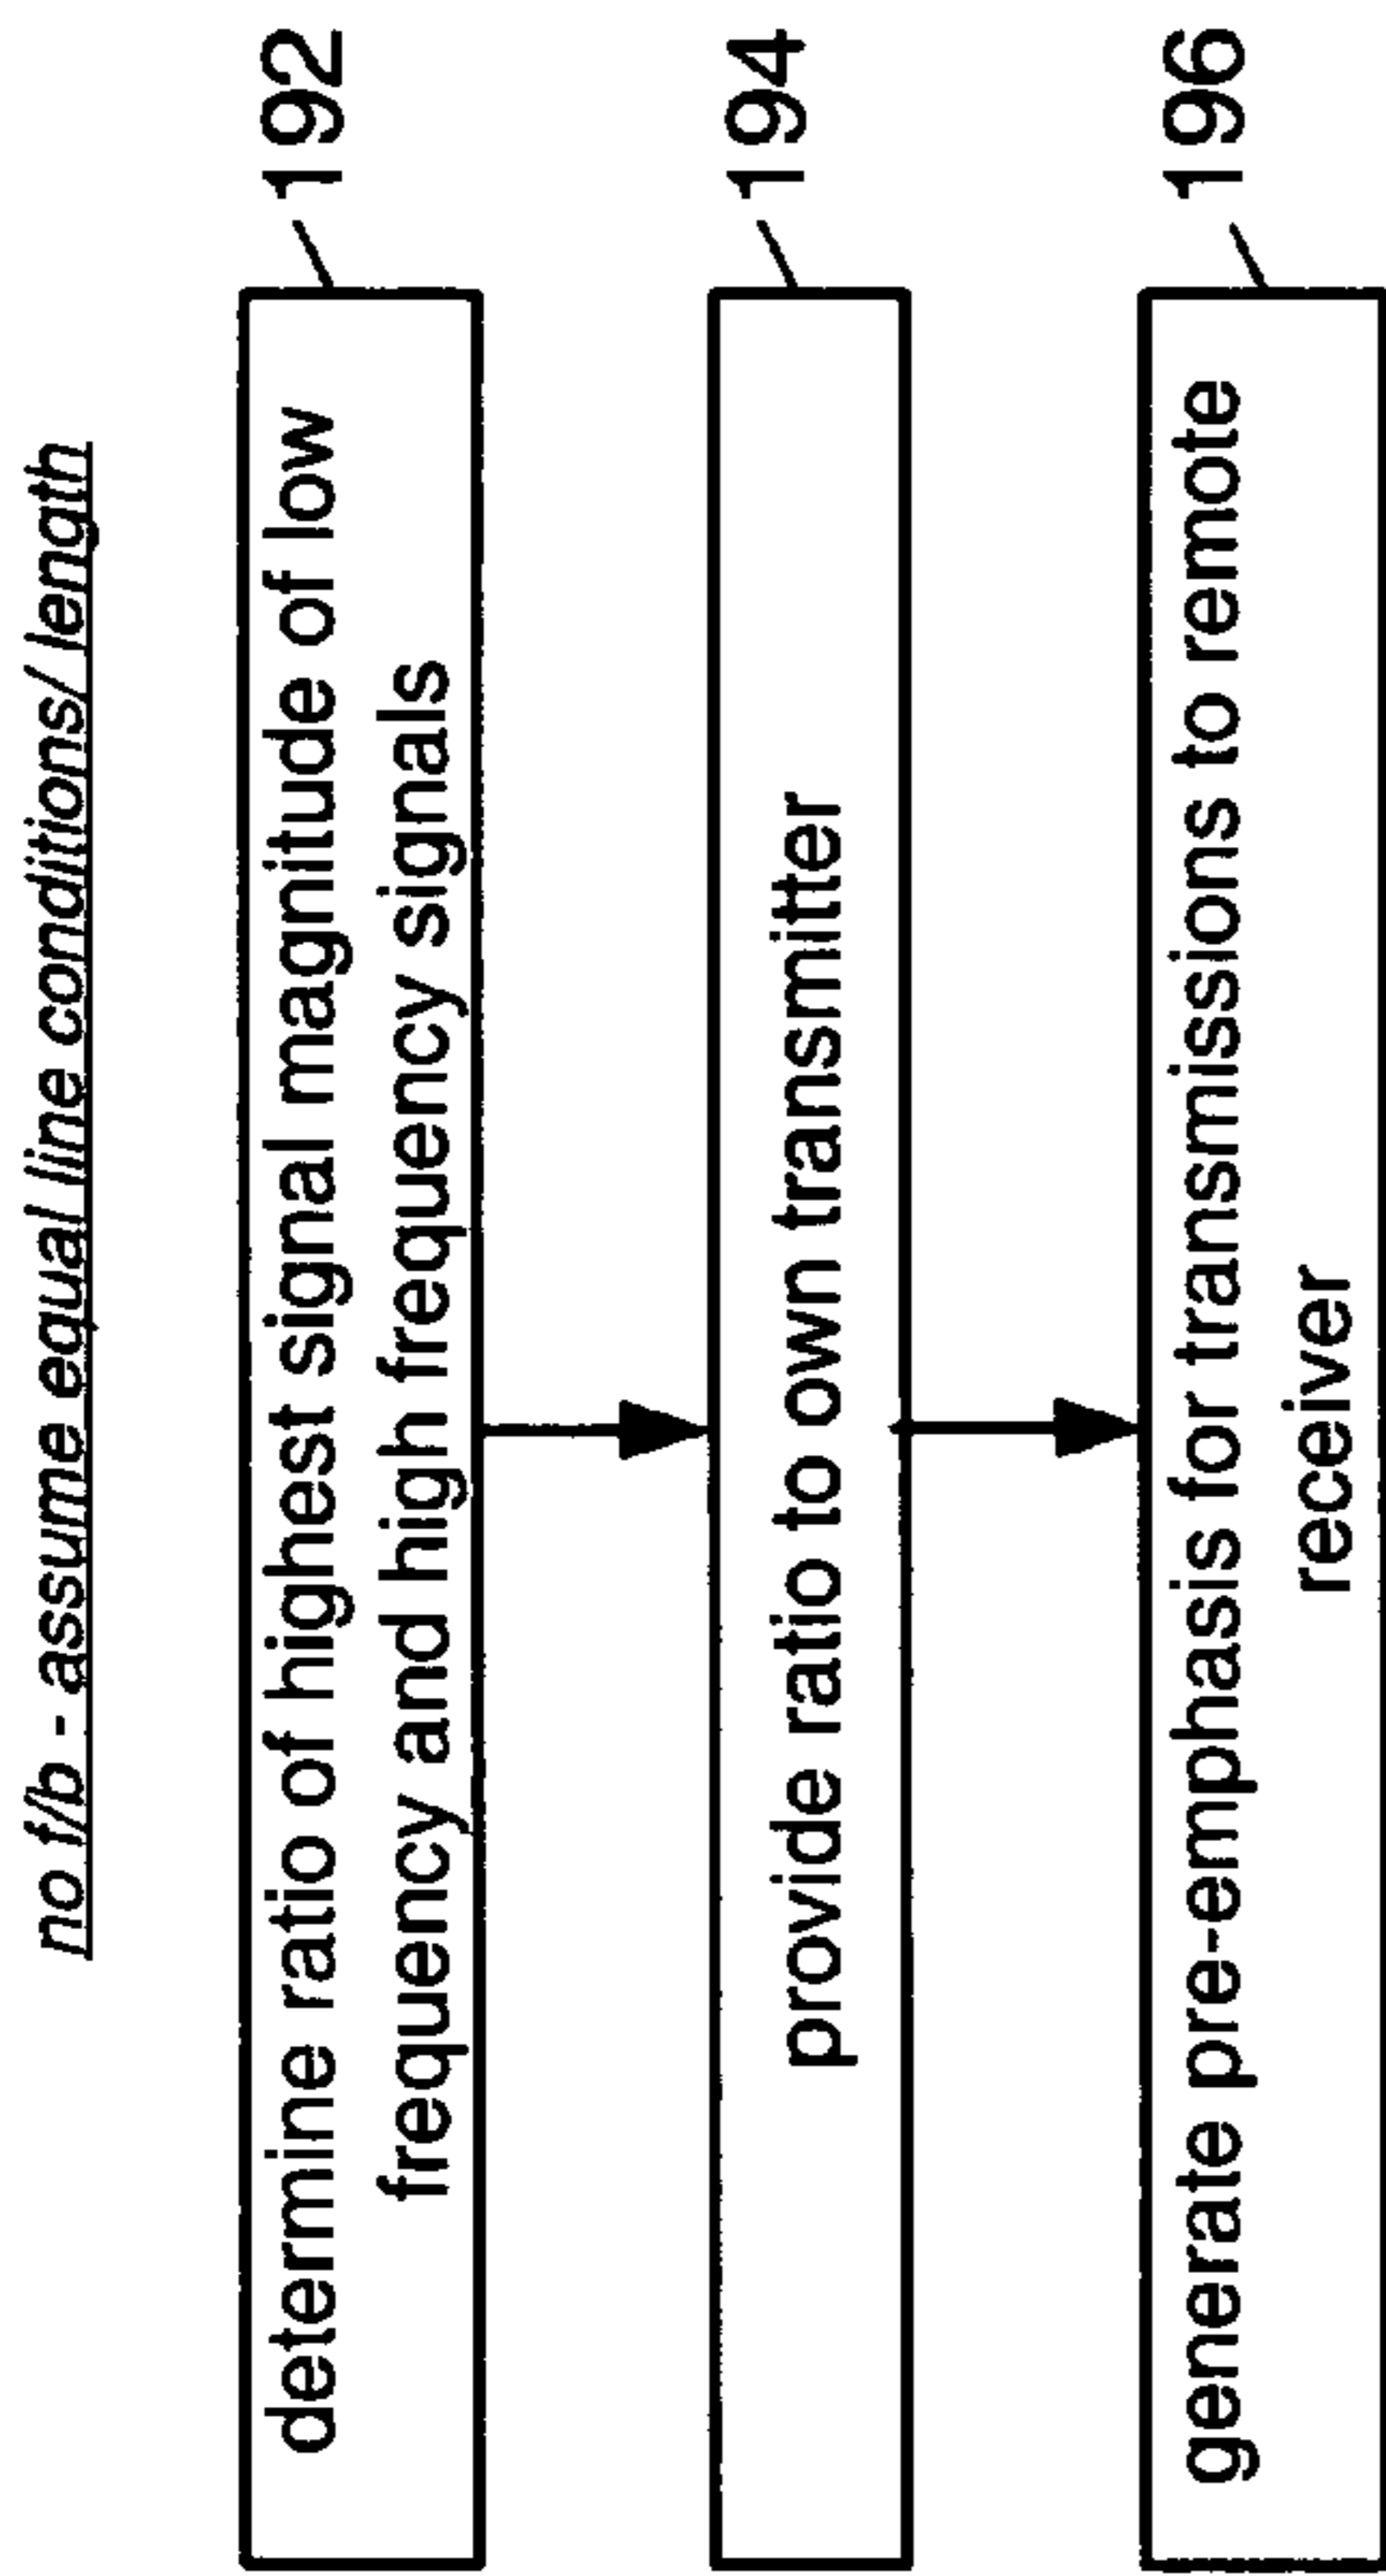 no f/b - assume equal line conditions/ length
determine ratio of highest signal magnitude of low
frequency and high frequency signals
192
provide ratio to own transmitter
194
generate pre-emphasis for transmissions to remote
receiver
196